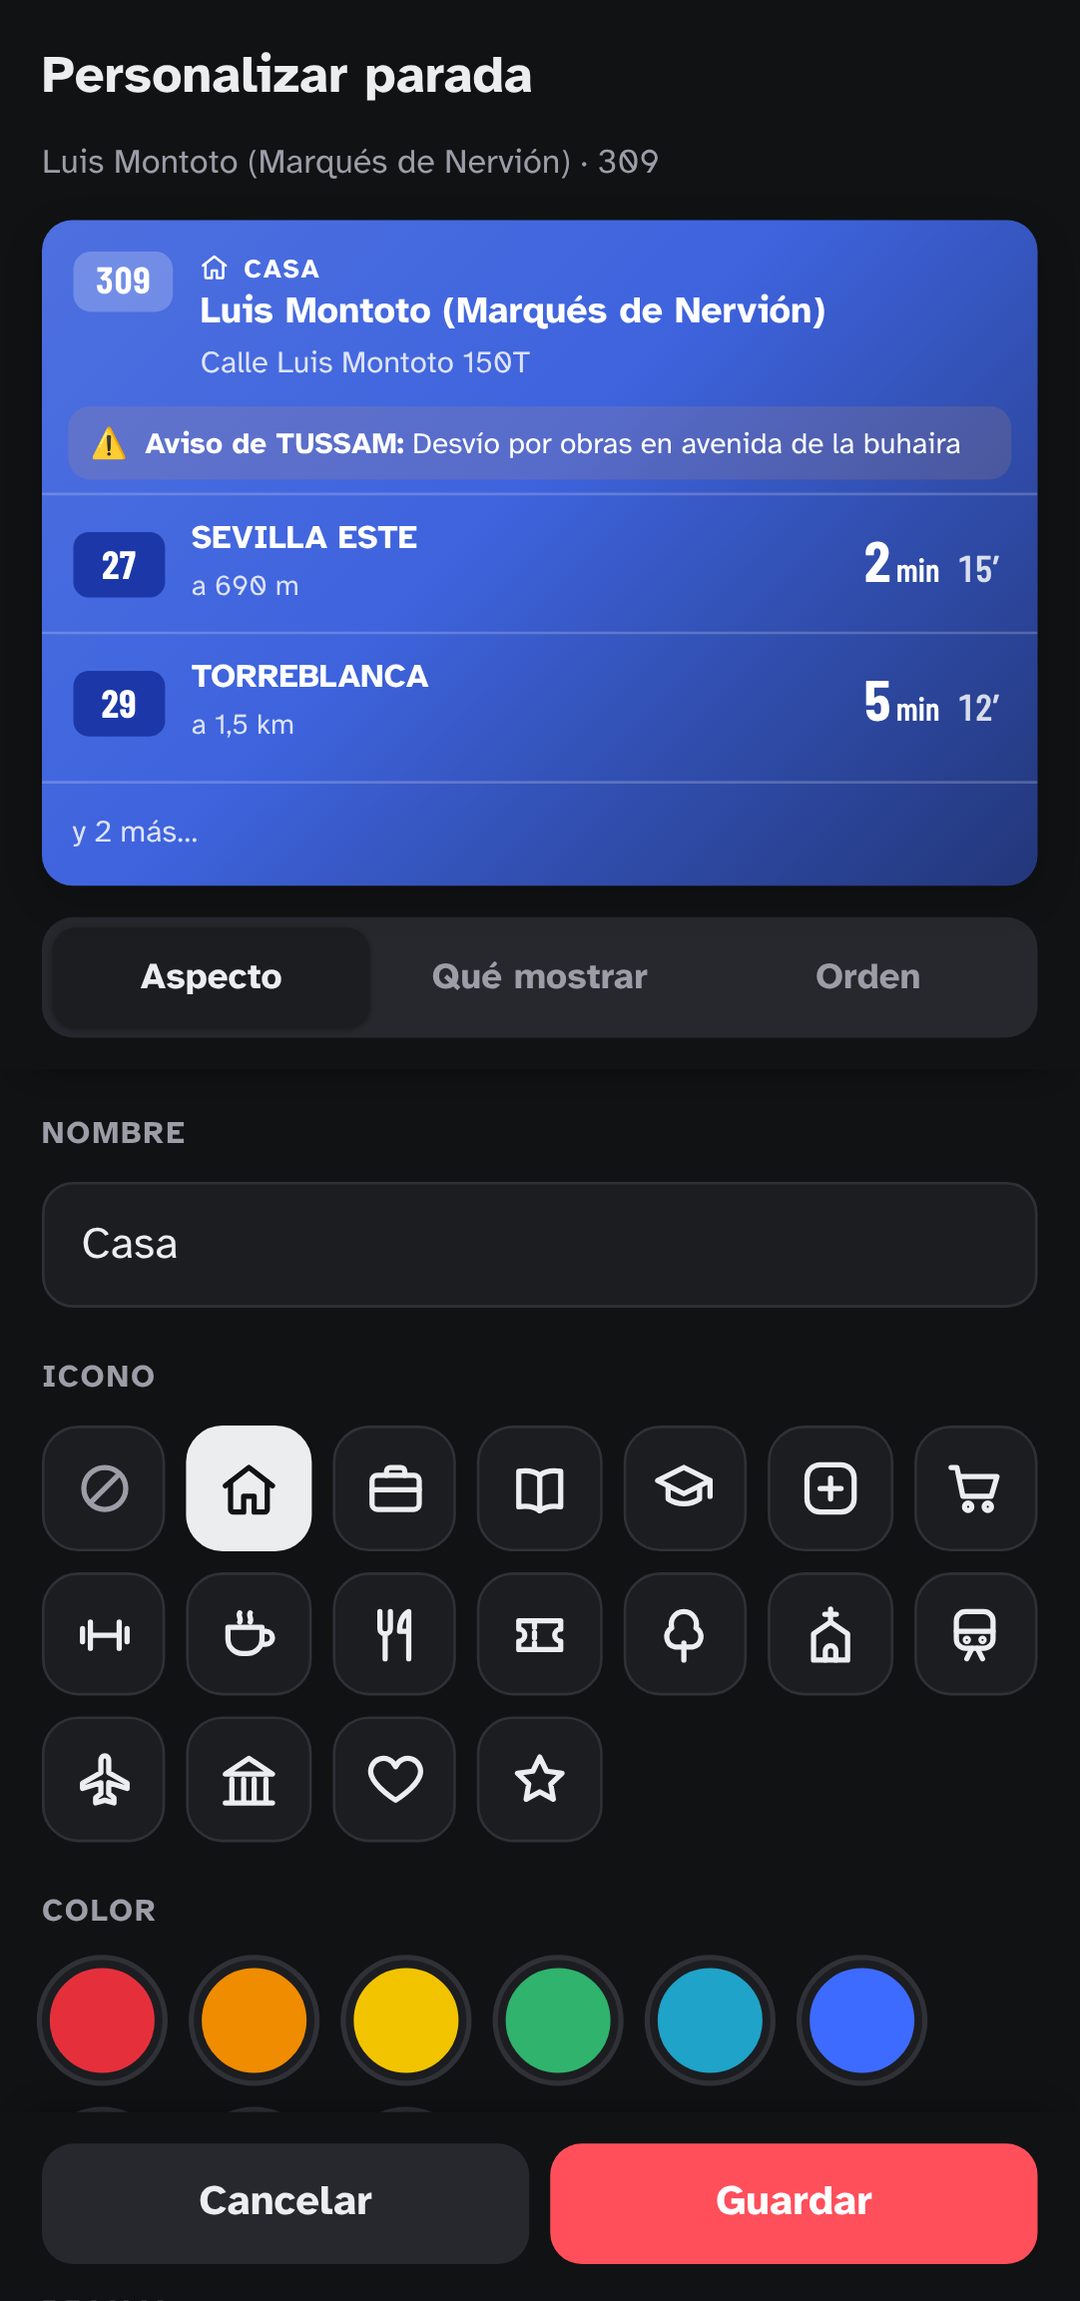 Personalizar parada
Luis Montoto (Marqués de Nervión) · 309
309
CASA
Luis Montoto (Marqués de Nervión)
Calle Luis Montoto 150T
⚠️ Aviso de TUSSAM: Desvío por obras en avenida de la buhaira
27
SEVILLA ESTE
a 690 m
2 min 15′
29
TORREBLANCA
a 1,5 km
5 min 12′
y 2 más...
Aspecto
Qué mostrar
Orden
NOMBRE
Casa
ICONO
COLOR
Cancelar
Guardar